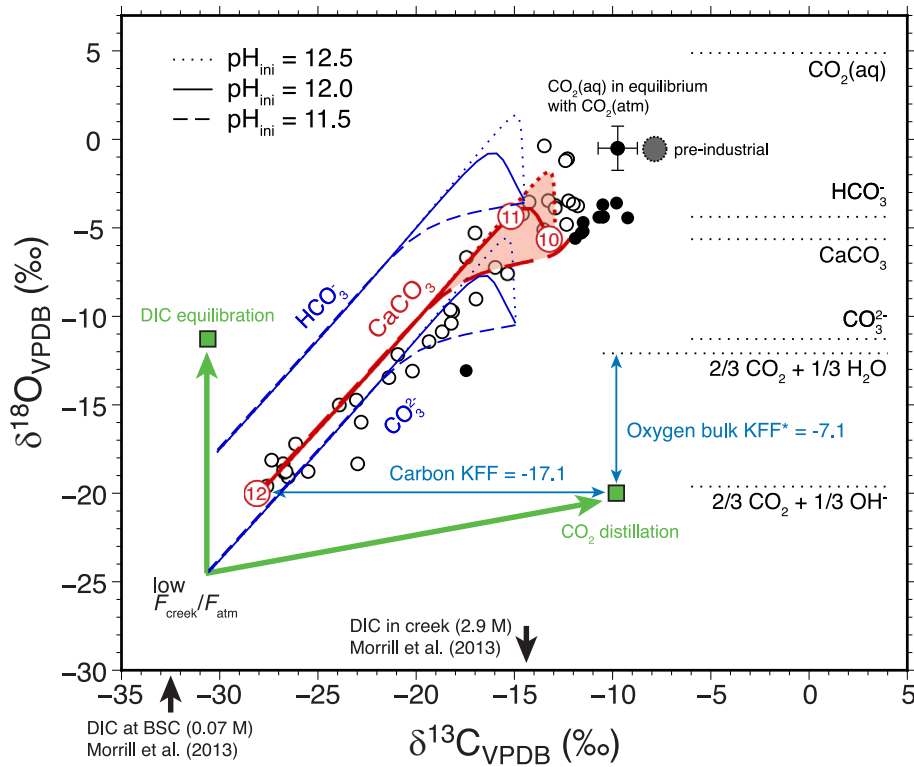 pH_ini = 12.5
pH_ini = 12.0
pH_ini = 11.5
CO₂(aq) in equilibrium
with CO₂(atm)
pre-industrial
CO₂(aq)
HCO₃⁻
CaCO₃
CO₃²⁻
2/3 CO₂ + 1/3 H₂O
2/3 CO₂ + 1/3 OH⁻
HCO₃⁻
CaCO₃
CO₃²⁻
11
10
12
DIC equilibration
Carbon KFF = -17.1
Oxygen bulk KFF* = -7.1
CO₂ distillation
low
F_creek/F_atm
DIC in creek (2.9 M)
Morrill et al. (2013)
DIC at BSC (0.07 M)
Morrill et al. (2013)
5
0
−5
−10
−15
−20
−25
−30
δ¹⁸O_VPDB (‰)
−35 −30 −25 −20 −15 −10 −5 0 5
δ¹³C_VPDB (‰)